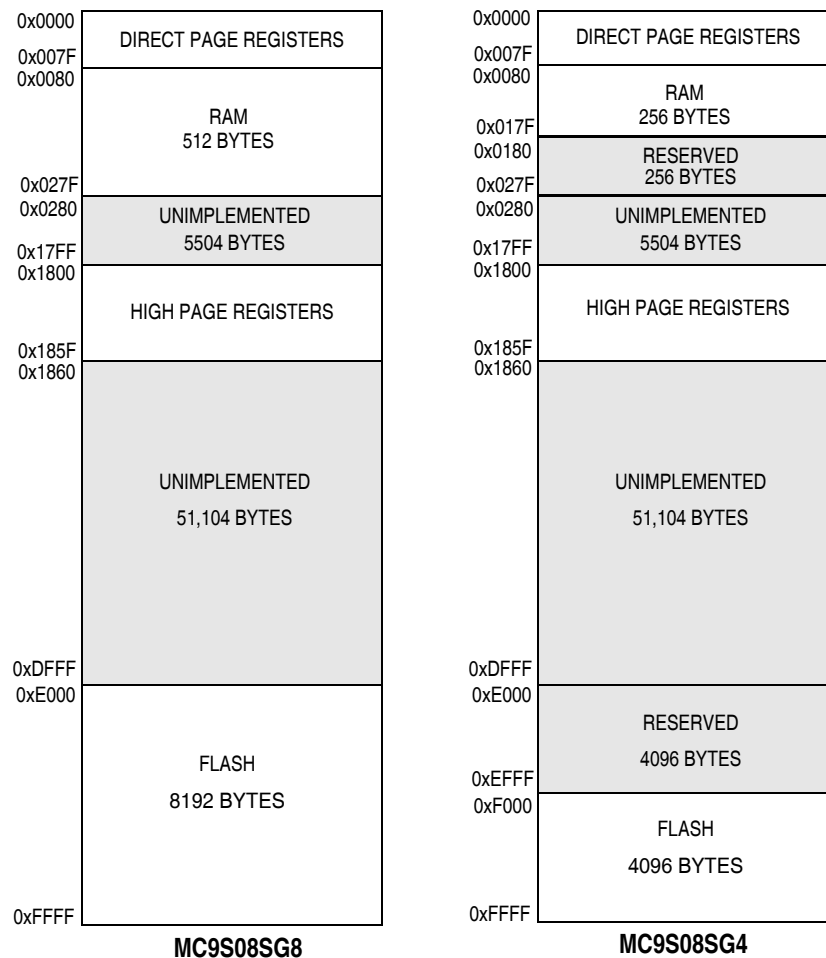 0x0000
DIRECT PAGE REGISTERS
0x007F
0x0080
RAM
512 BYTES
0x027F
0x0280
UNIMPLEMENTED
5504 BYTES
0x17FF
0x1800
HIGH PAGE REGISTERS
0x185F
0x1860
UNIMPLEMENTED
51,104 BYTES
0xDFFF
0xE000
FLASH
8192 BYTES
0xFFFF
MC9S08SG8
0x0000
DIRECT PAGE REGISTERS
0x007F
0x0080
RAM
256 BYTES
0x017F
0x0180
RESERVED
256 BYTES
0x027F
0x0280
UNIMPLEMENTED
5504 BYTES
0x17FF
0x1800
HIGH PAGE REGISTERS
0x185F
0x1860
UNIMPLEMENTED
51,104 BYTES
0xDFFF
0xE000
RESERVED
4096 BYTES
0xEFFF
0xF000
FLASH
4096 BYTES
0xFFFF
MC9S08SG4